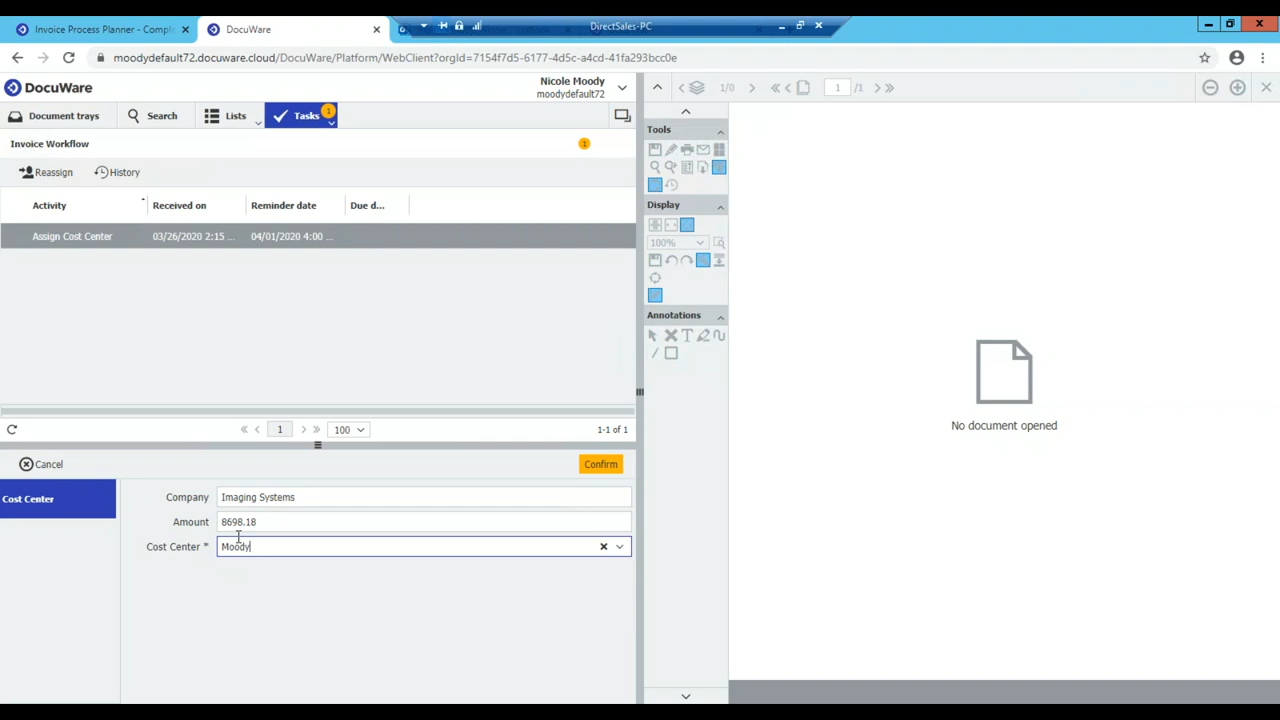 Invoice Process Planner - Comple
DocuWare
DirectSales-PC
moodydefault72.docuware.cloud/DocuWare/Platform/WebClient?orgId=7154f7d5-6177-4d5c-a4cd-41fa293bcc0e
DocuWare
Nicole Moody
moodydefault72
Document trays
Search
Lists
Tasks
1
1/0
1
/1
Invoice Workflow
1
Reassign
History
Activity
Received on
Reminder date
Due d...
Assign Cost Center
03/26/2020 2:15 ...
04/01/2020 4:00 ...
Tools
Display
100%
Annotations
No document opened
1
100
1-1 of 1
Cancel
Confirm
Cost Center
Company
Imaging Systems
Amount
8698.18
Cost Center *
Moody